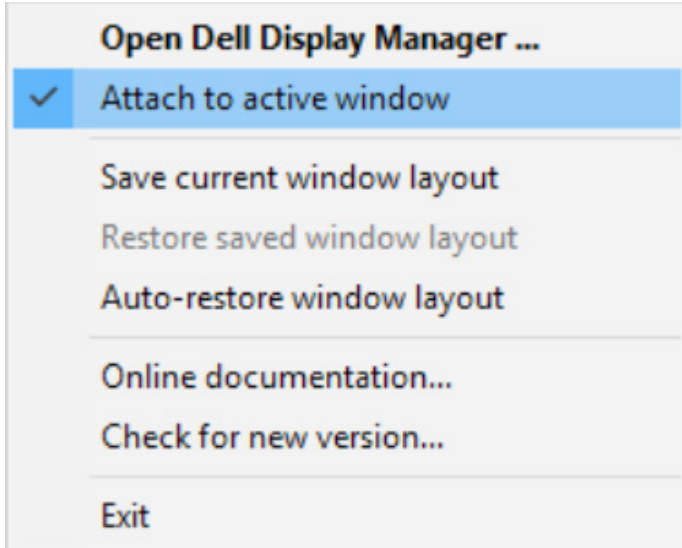 Open Dell Display Manager ...
Attach to active window
Save current window layout
Restore saved window layout
Auto-restore window layout
Online documentation...
Check for new version...
Exit